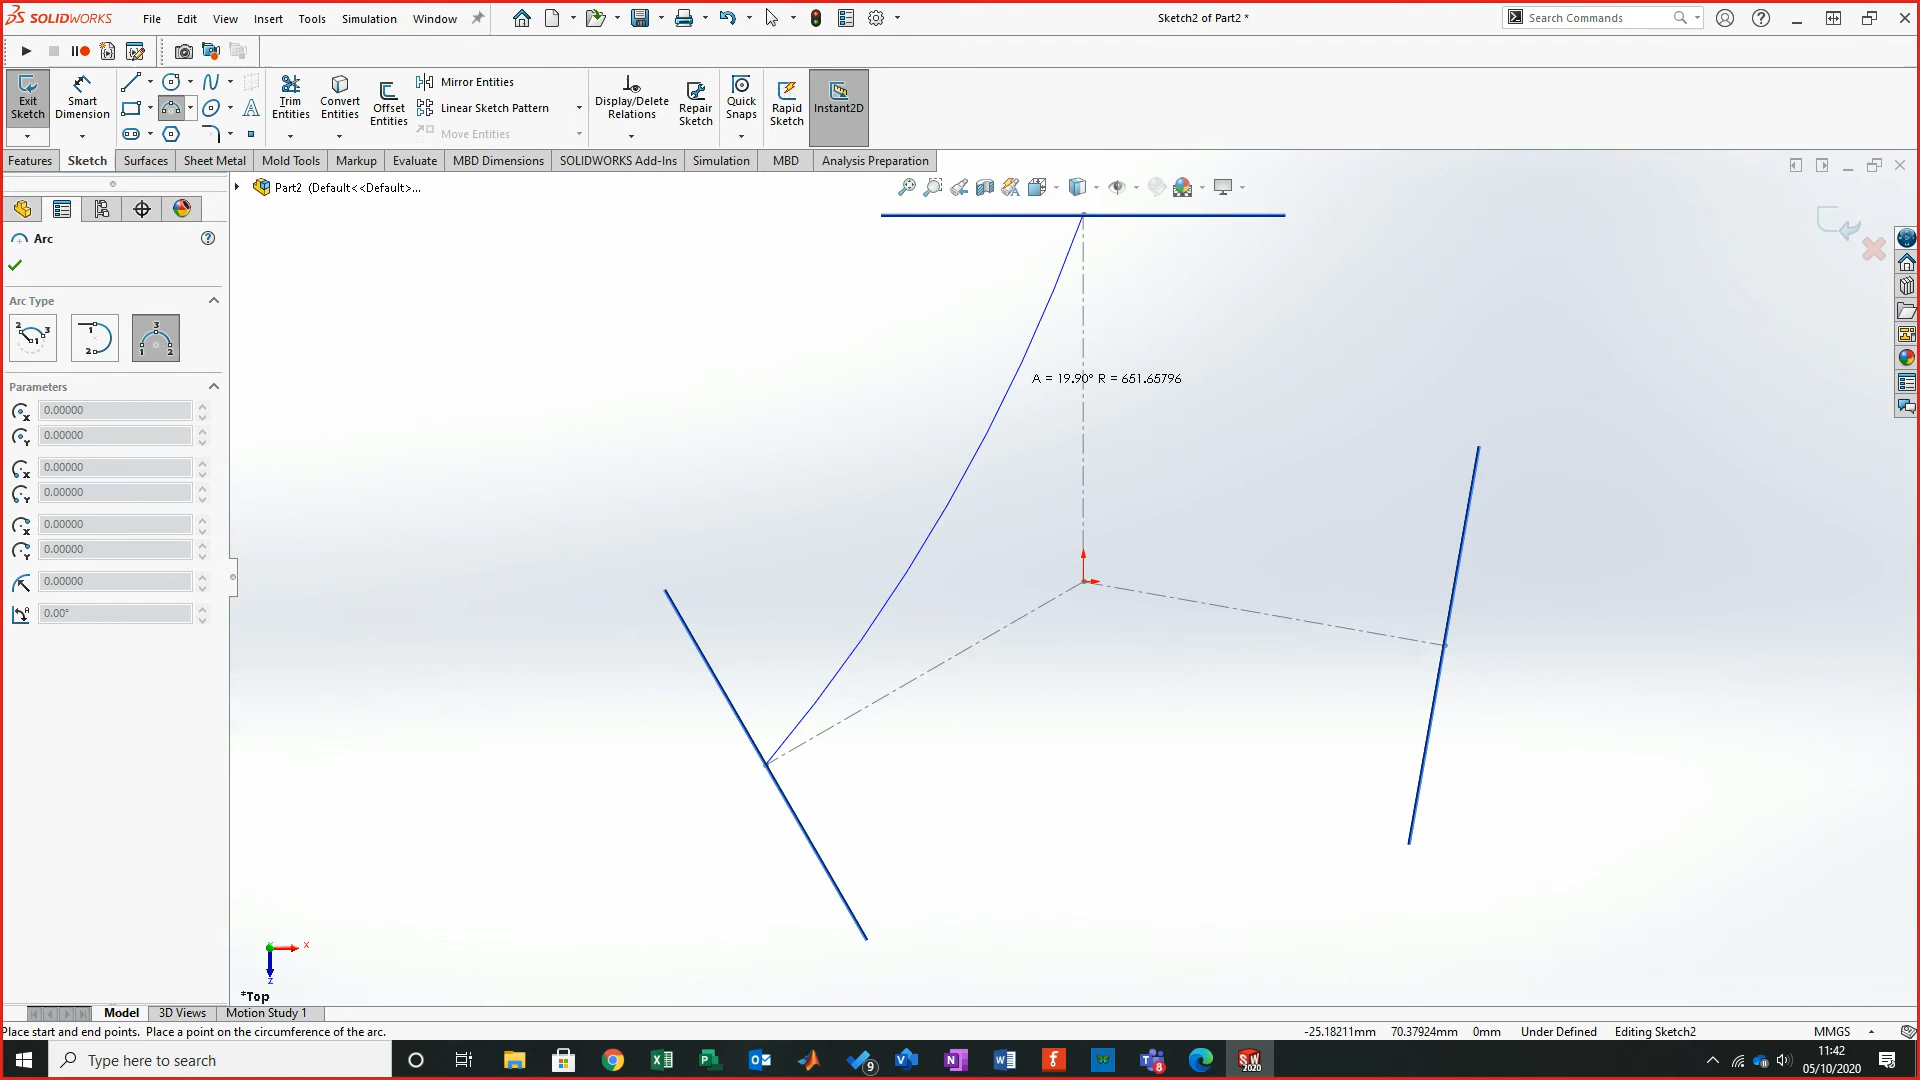 SOLIDWORKS File Edit View Insert Tools Simulation Window Sketch2 of Part2 * Search Commands
Exit Sketch
Smart Dimension
Trim Entities
Convert Entities
Offset Entities
Mirror Entities
Linear Sketch Pattern
Move Entities
Display/Delete Relations
Repair Sketch
Quick Snaps
Rapid Sketch
Instant2D
Features Sketch Surfaces Sheet Metal Mold Tools Markup Evaluate MBD Dimensions SOLIDWORKS Add-Ins Simulation MBD Analysis Preparation
Part2 (Default<<Default>...
Arc
Arc Type
Parameters
0.00000
0.00000
0.00000
0.00000
0.00000
0.00000
0.00000
0.00°
A = 19.90° R = 651.65796
x
z
*Top
Model 3D Views Motion Study 1
Place start and end points. Place a point on the circumference of the arc. -25.18211mm 70.37924mm 0mm Under Defined Editing Sketch2 MMGS
Type here to search
9
8
SW 2020
11:42
05/10/2020